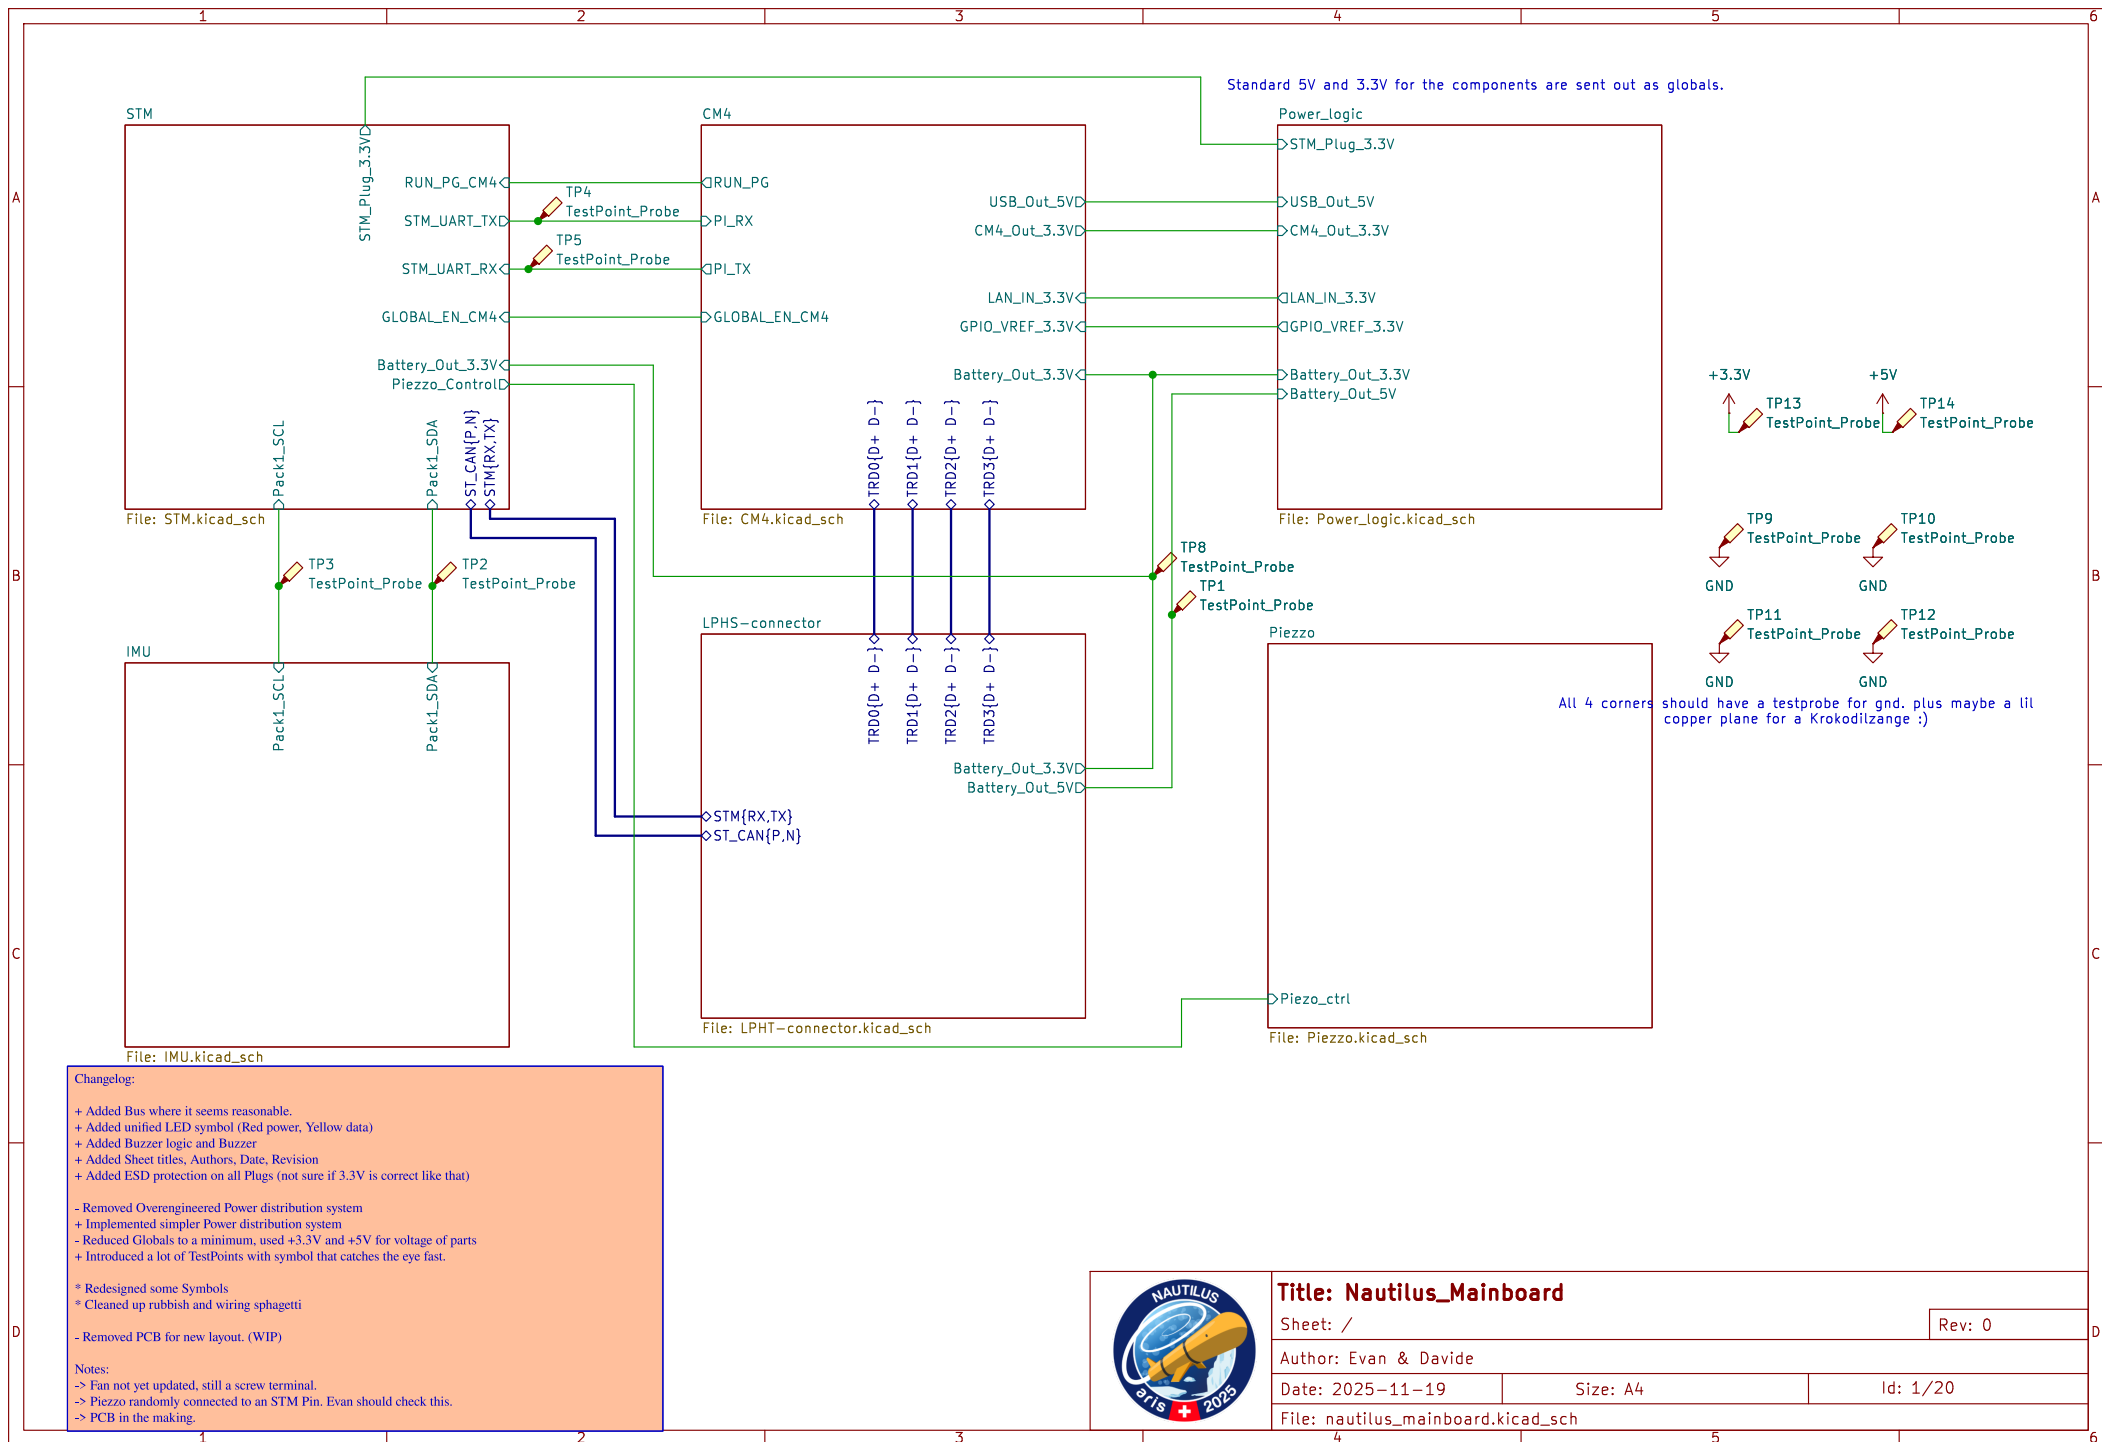 1 2 3 4 5 6
Standard 5V and 3.3V for the components are sent out as globals.
STM
STM_Plug_3.3V
RUN_PG_CM4
STM_UART_TX
STM_UART_RX
GLOBAL_EN_CM4
Battery_Out_3.3V
Piezzo_Control
Pack1_SCL
Pack1_SDA
ST_CAN{P,N}
STM{RX,TX}
File: STM.kicad_sch
TP4
TestPoint_Probe
TP5
TestPoint_Probe
CM4
RUN_PG
PI_RX
PI_TX
GLOBAL_EN_CM4
USB_Out_5V
CM4_Out_3.3V
LAN_IN_3.3V
GPIO_VREF_3.3V
Battery_Out_3.3V
TRD0{D+ D-}
TRD1{D+ D-}
TRD2{D+ D-}
TRD3{D+ D-}
File: CM4.kicad_sch
Power_logic
STM_Plug_3.3V
USB_Out_5V
CM4_Out_3.3V
LAN_IN_3.3V
GPIO_VREF_3.3V
Battery_Out_3.3V
Battery_Out_5V
File: Power_logic.kicad_sch
+3.3V
TP13
TestPoint_Probe
+5V
TP14
TestPoint_Probe
TP9
TestPoint_Probe
GND
TP10
TestPoint_Probe
GND
TP11
TestPoint_Probe
GND
TP12
TestPoint_Probe
GND
All 4 corners should have a testprobe for gnd. plus maybe a lil
copper plane for a Krokodilzange :)
TP3
TestPoint_Probe
TP2
TestPoint_Probe
TP8
TestPoint_Probe
TP1
TestPoint_Probe
IMU
Pack1_SCL
Pack1_SDA
File: IMU.kicad_sch
LPHS-connector
TRD0{D+ D-}
TRD1{D+ D-}
TRD2{D+ D-}
TRD3{D+ D-}
Battery_Out_3.3V
Battery_Out_5V
STM{RX,TX}
ST_CAN{P,N}
File: LPHT-connector.kicad_sch
Piezzo
Piezo_ctrl
File: Piezzo.kicad_sch
Changelog:
+ Added Bus where it seems reasonable.
+ Added unified LED symbol (Red power, Yellow data)
+ Added Buzzer logic and Buzzer
+ Added Sheet titles, Authors, Date, Revision
+ Added ESD protection on all Plugs (not sure if 3.3V is correct like that)
- Removed Overengineered Power distribution system
+ Implemented simpler Power distribution system
- Reduced Globals to a minimum, used +3.3V and +5V for voltage of parts
+ Introduced a lot of TestPoints with symbol that catches the eye fast.
* Redesigned some Symbols
* Cleaned up rubbish and wiring sphagetti
- Removed PCB for new layout. (WIP)
Notes:
-> Fan not yet updated, still a screw terminal.
-> Piezzo randomly connected to an STM Pin. Evan should check this.
-> PCB in the making.
NAUTILUS
aris 2025
Title: Nautilus_Mainboard
Sheet: /
Rev: 0
Author: Evan & Davide
Date: 2025-11-19
Size: A4
Id: 1/20
File: nautilus_mainboard.kicad_sch
A A
B B
C C
D D
1 2 3 4 5 6